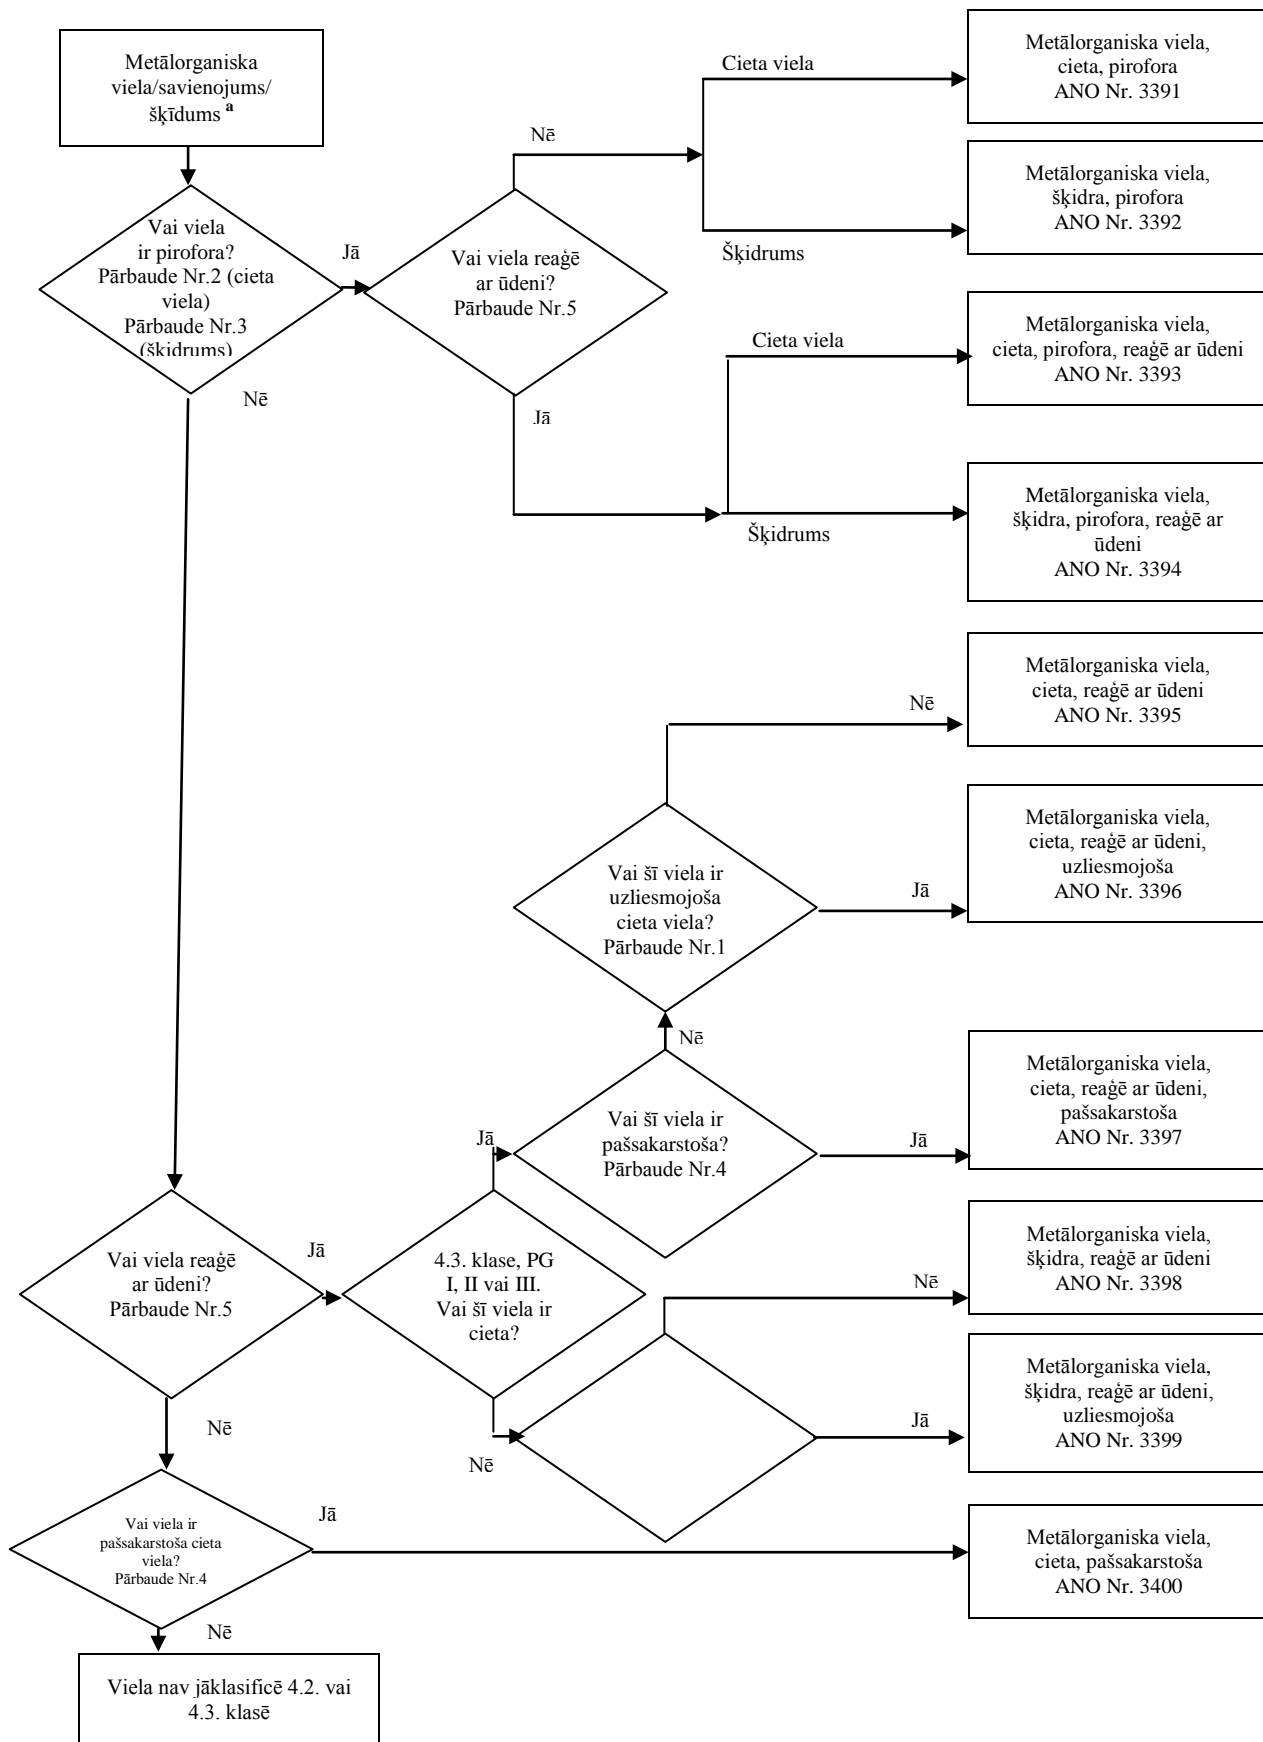 Metālorganiska
viela/savienojums/
šķīdums a
Vai viela
ir pirofora?
Pārbaude Nr.2 (cieta
viela)
Pārbaude Nr.3
(šķidrums)
Jā
Nē
Vai viela reaģē
ar ūdeni?
Pārbaude Nr.5
Nē
Jā
Cieta viela
Šķidrums
Metālorganiska viela,
cieta, pirofora
ANO Nr. 3391
Metālorganiska viela,
šķidra, pirofora
ANO Nr. 3392
Cieta viela
Šķidrums
Metālorganiska viela,
cieta, pirofora, reaģē ar ūdeni
ANO Nr. 3393
Metālorganiska viela,
šķidra, pirofora, reaģē ar
ūdeni
ANO Nr. 3394
Nē
Metālorganiska viela,
cieta, reaģē ar ūdeni
ANO Nr. 3395
Vai šī viela ir
uzliesmojoša
cieta viela?
Pārbaude Nr.1
Jā
Metālorganiska viela,
cieta, reaģē ar ūdeni,
uzliesmojoša
ANO Nr. 3396
Nē
Vai šī viela ir
pašsakarstoša?
Pārbaude Nr.4
Jā
Jā
Metālorganiska viela,
cieta, reaģē ar ūdeni,
pašsakarstoša
ANO Nr. 3397
Vai viela reaģē
ar ūdeni?
Pārbaude Nr.5
Jā
4.3. klase, PG
I, II vai III.
Vai šī viela ir
cieta?
Nē
Metālorganiska viela,
šķidra, reaģē ar ūdeni
ANO Nr. 3398
Nē
Nē
Jā
Metālorganiska viela,
šķidra, reaģē ar ūdeni,
uzliesmojoša
ANO Nr. 3399
Vai viela ir
pašsakarstoša cieta
viela?
Pārbaude Nr.4
Jā
Metālorganiska viela,
cieta, pašsakarstoša
ANO Nr. 3400
Nē
Viela nav jāklasificē 4.2. vai
4.3. klasē